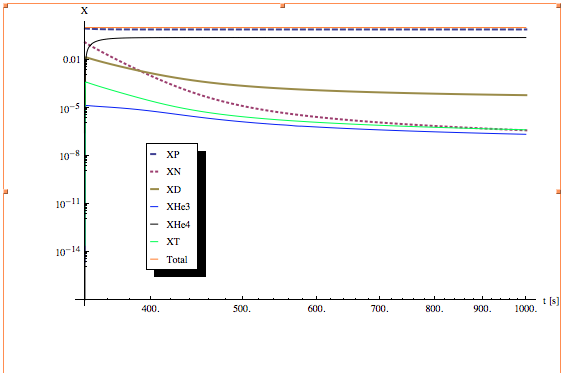 X
0.01
10⁻⁵
10⁻⁸
10⁻¹¹
10⁻¹⁴
XP
XN
XD
XHe3
XHe4
XT
Total
400. 500. 600. 700. 800. 900. 1000. t [s]